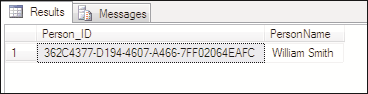 Results Messages
Person_ID PersonName
1 362C4377-D194-4607-A466-7FF02064EAFC William Smith